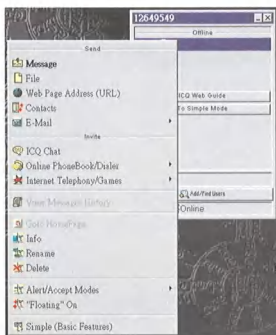 12649549
Offline
Send
Message
File
Web Page Address (URL)
Contacts
E-Mail
Invite
ICQ Chat
Online PhoneBook/Dialer
Internet Telephony/Games
View Messages History
Goto HomePage
Info
Rename
Delete
Alert/Accept Modes
"Floating" On
Simple (Basic Features)
ICQ Web Guide
To Simple Mode
Add/Find Users
Online